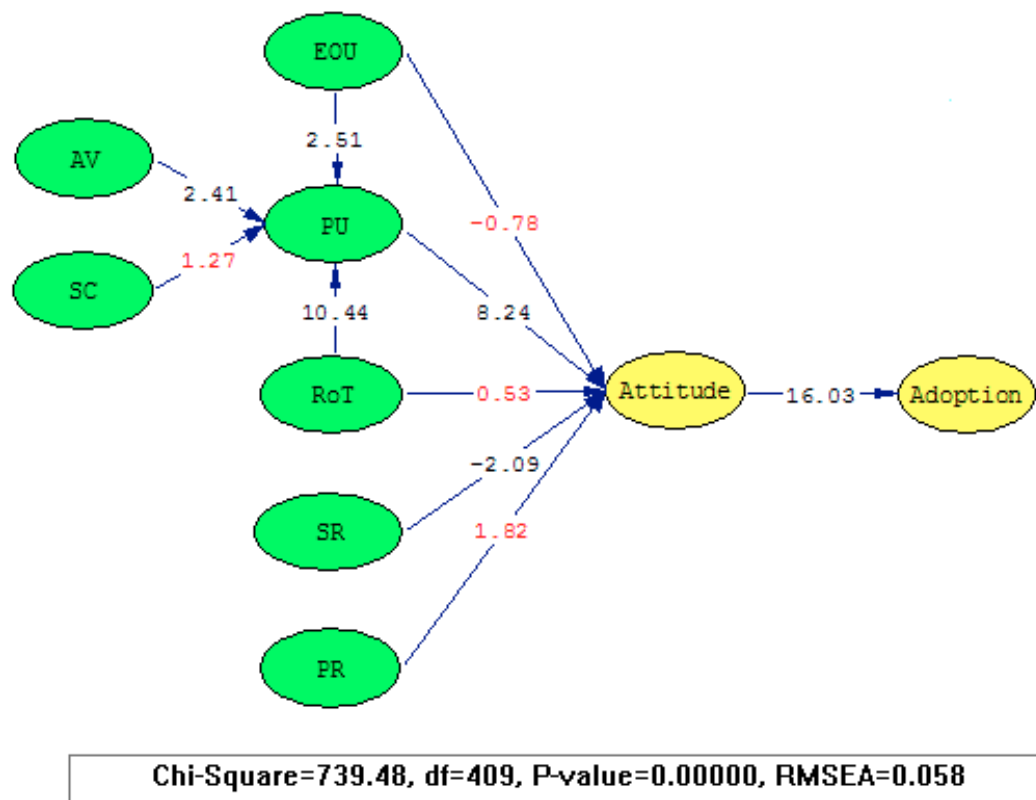 EOU
2.51
AV
2.41
PU
-0.78
SC
1.27
10.44
8.24
RoT
0.53
Attitude
16.03
Adoption
-2.09
SR
1.82
PR
Chi-Square=739.48, df=409, P-value=0.00000, RMSEA=0.058